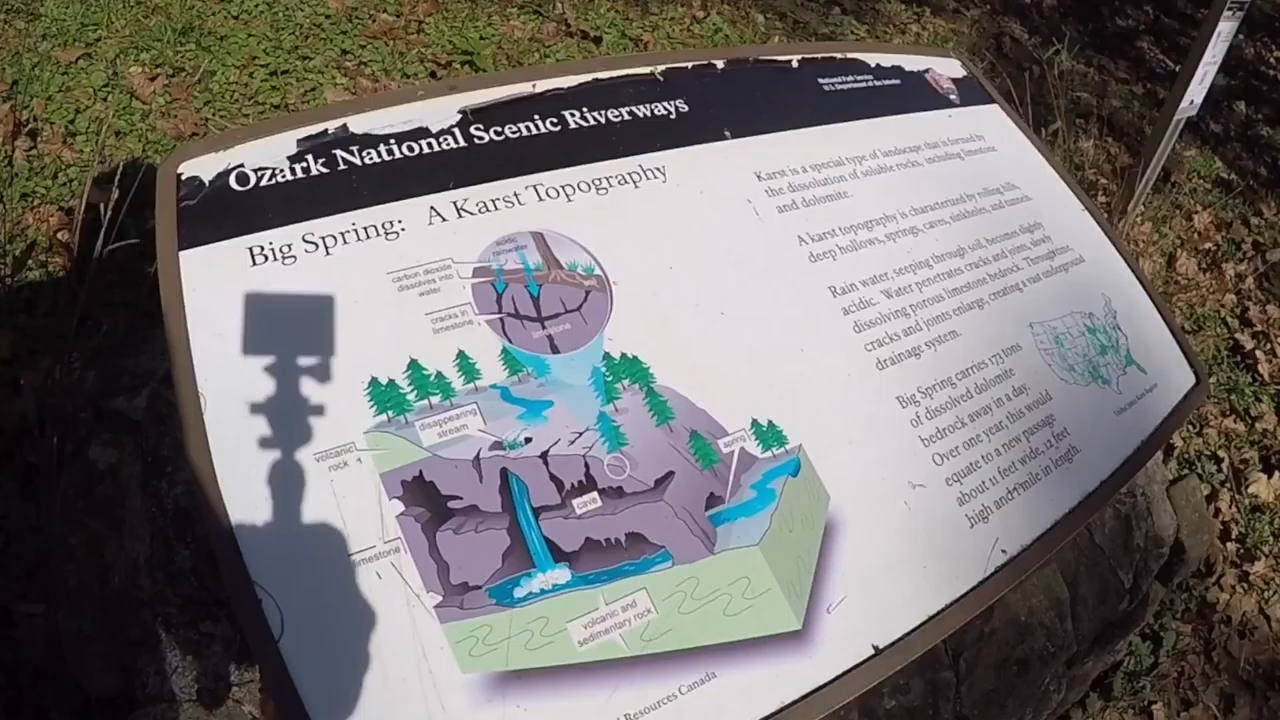 Ozark National Scenic Riverways
National Park Service
U.S. Department of the Interior
Big Spring: A Karst Topography
acidic
rainwater
carbon dioxide
dissolves into
water
cracks in
limestone
limestone
disappearing
stream
volcanic
rock
spring
cave
limestone
volcanic and
sedimentary rock
Resources Canada
Karst is a special type of landscape that is formed by
the dissolution of soluble rocks, including limestone
and dolomite.
A karst topography is characterized by rolling hills,
deep hollows, springs, caves, sinkholes, and tunnels.
Rain water, seeping through soil, becomes slightly
acidic. Water penetrates cracks and joints, slowly
dissolving porous limestone bedrock. Through time,
cracks and joints enlarge, creating a vast underground
drainage system.
Big Spring carries 173 tons
of dissolved dolomite
bedrock away in a day.
Over one year, this would
equate to a new passage
about 11 feet wide, 12 feet
high and 1 mile in length.
United States Karst Regions